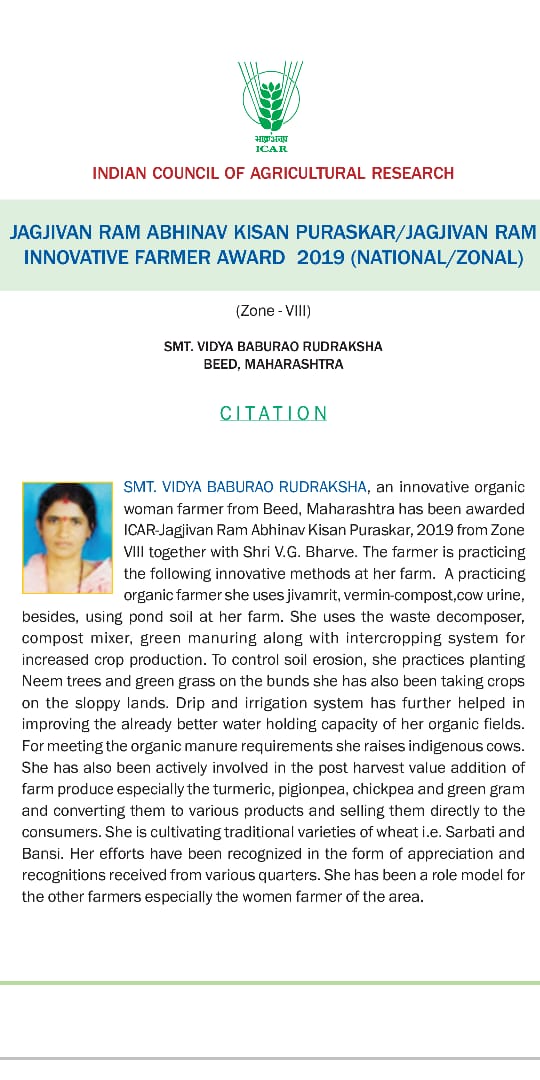 भाकृअनुप
ICAR
INDIAN COUNCIL OF AGRICULTURAL RESEARCH
JAGJIVAN RAM ABHINAV KISAN PURASKAR/JAGJIVAN RAM
INNOVATIVE FARMER AWARD 2019 (NATIONAL/ZONAL)
(Zone - VIII)
SMT. VIDYA BABURAO RUDRAKSHA
BEED, MAHARASHTRA
CITATION
SMT. VIDYA BABURAO RUDRAKSHA, an innovative organic
woman farmer from Beed, Maharashtra has been awarded
ICAR-Jagjivan Ram Abhinav Kisan Puraskar, 2019 from Zone
VIII together with Shri V.G. Bharve. The farmer is practicing
the following innovative methods at her farm. A practicing
organic farmer she uses jivamrit, vermin-compost,cow urine,
besides, using pond soil at her farm. She uses the waste decomposer,
compost mixer, green manuring along with intercropping system for
increased crop production. To control soil erosion, she practices planting
Neem trees and green grass on the bunds she has also been taking crops
on the sloppy lands. Drip and irrigation system has further helped in
improving the already better water holding capacity of her organic fields.
For meeting the organic manure requirements she raises indigenous cows.
She has also been actively involved in the post harvest value addition of
farm produce especially the turmeric, pigionpea, chickpea and green gram
and converting them to various products and selling them directly to the
consumers. She is cultivating traditional varieties of wheat i.e. Sarbati and
Bansi. Her efforts have been recognized in the form of appreciation and
recognitions received from various quarters. She has been a role model for
the other farmers especially the women farmer of the area.